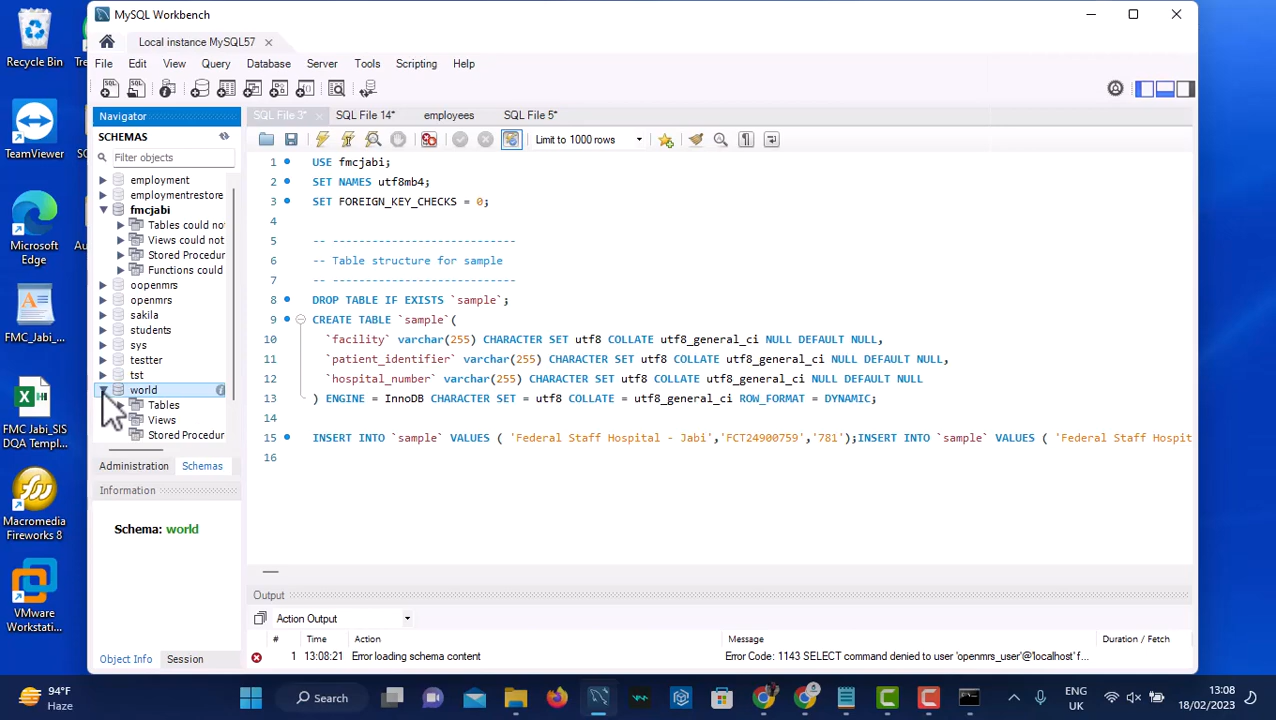 Recycle Bin
TeamViewer
Microsoft
Edge
FMC_Jabi_...
FMC Jabi_SIS
DQA Templ...
Macromedia
Fireworks 8
VMware
Workstati...
MySQL Workbench
Local instance MySQL57
File Edit View Query Database Server Tools Scripting Help
Navigator
SCHEMAS
Filter objects
employment
employmentrestore
fmcjabi
Tables could no
Views could not
Stored Procedur
Functions could
oopenmrs
openmrs
sakila
students
sys
testter
tst
world
Tables
Views
Stored Procedur
Administration Schemas
Information
Schema: world
Object Info Session
SQL File 3* SQL File 14* employees SQL File 5*
Limit to 1000 rows
1 USE fmcjabi;
2 SET NAMES utf8mb4;
3 SET FOREIGN_KEY_CHECKS = 0;
4
5 -- ----------------------------
6 -- Table structure for sample
7 -- ----------------------------
8 DROP TABLE IF EXISTS `sample`;
9 CREATE TABLE `sample`(
10 `facility` varchar(255) CHARACTER SET utf8 COLLATE utf8_general_ci NULL DEFAULT NULL,
11 `patient_identifier` varchar(255) CHARACTER SET utf8 COLLATE utf8_general_ci NULL DEFAULT NULL,
12 `hospital_number` varchar(255) CHARACTER SET utf8 COLLATE utf8_general_ci NULL DEFAULT NULL
13 ) ENGINE = InnoDB CHARACTER SET = utf8 COLLATE = utf8_general_ci ROW_FORMAT = DYNAMIC;
14
15 INSERT INTO `sample` VALUES ( 'Federal Staff Hospital - Jabi','FCT24900759','781');INSERT INTO `sample` VALUES ( 'Federal Staff Hospit
16
Output
Action Output
# Time Action Message Duration / Fetch
1 13:08:21 Error loading schema content Error Code: 1143 SELECT command denied to user 'openmrs_user'@'localhost' f...
94°F
Haze
Search
ENG
UK
13:08
18/02/2023